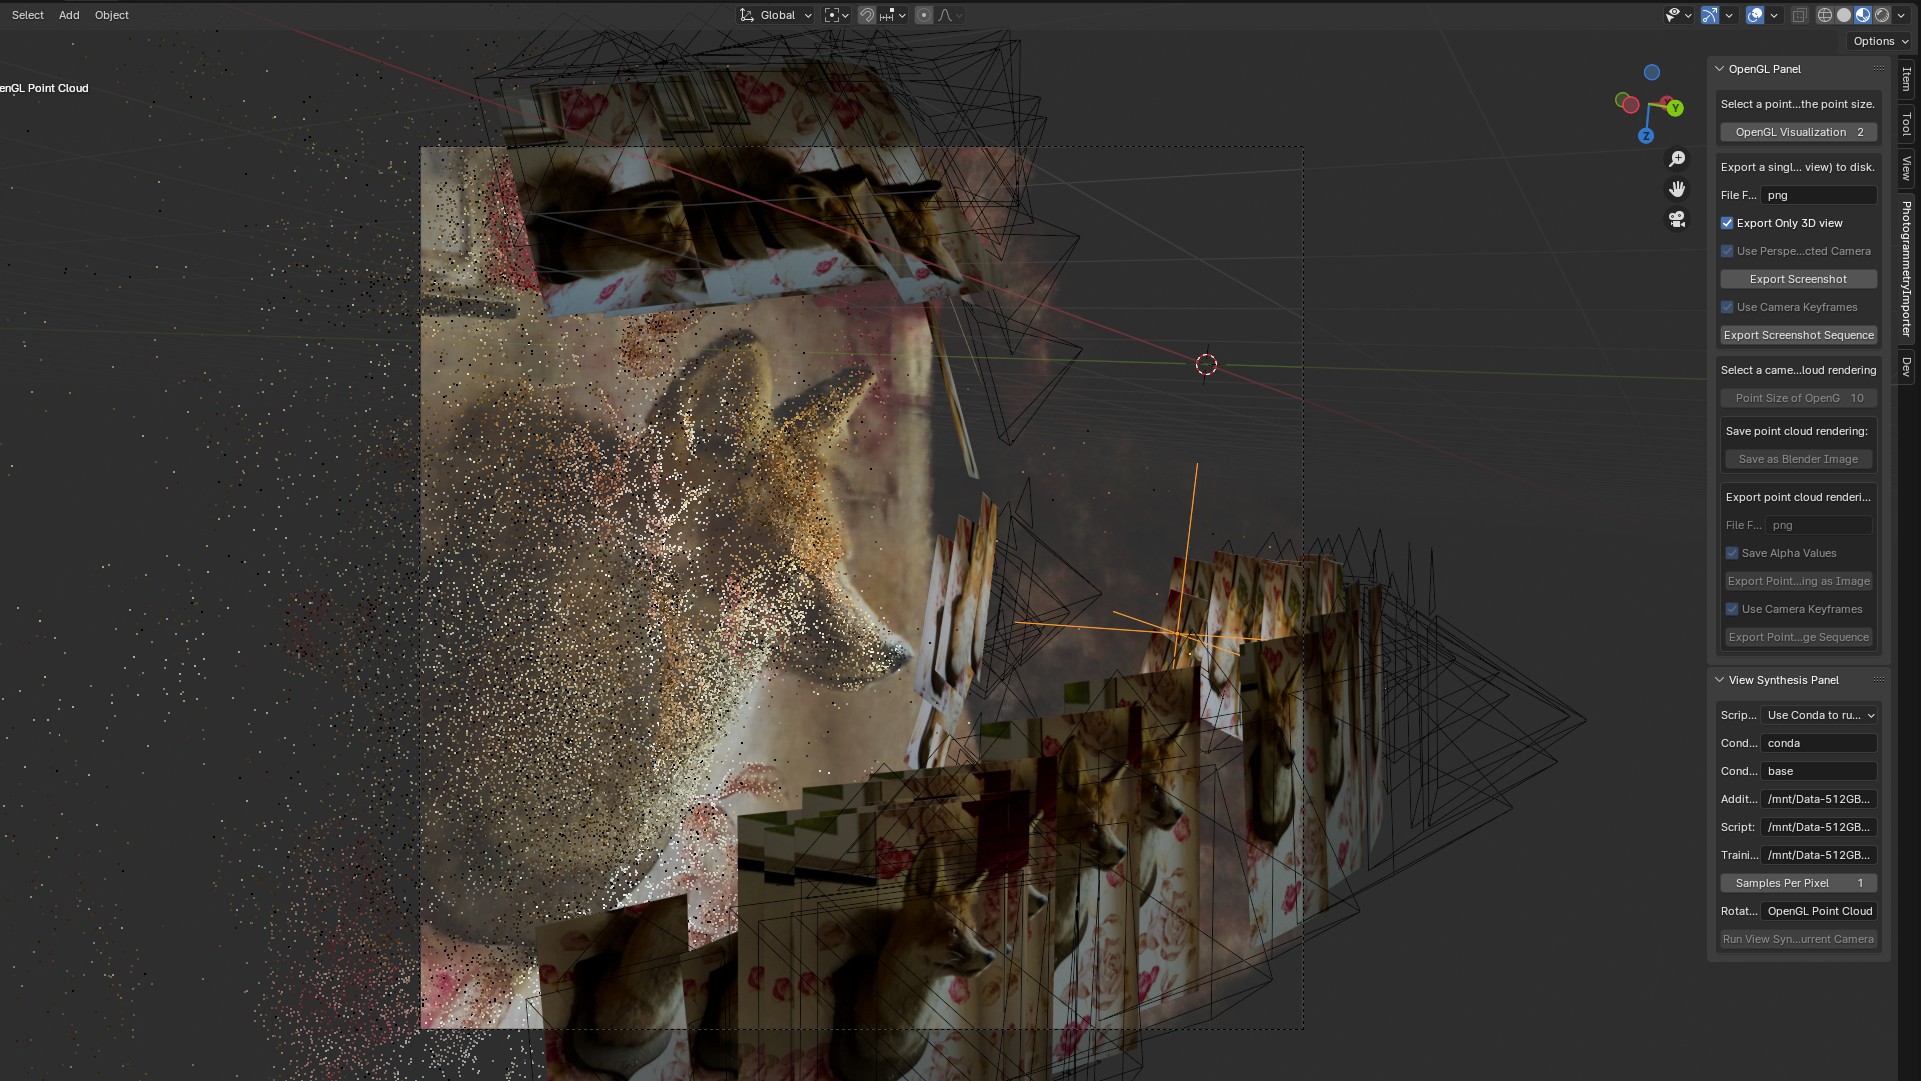 Select Add Object
Global
Options
enGL Point Cloud
Y
Z
OpenGL Panel
Select a point...the point size.
OpenGL Visualization 2
Export a singl... view) to disk.
File F... png
Export Only 3D view
Use Perspe...cted Camera
Export Screenshot
Use Camera Keyframes
Export Screenshot Sequence
Select a came...loud rendering
Point Size of OpenG 10
Save point cloud rendering:
Save as Blender Image
Export point cloud renderi...
File F... png
Save Alpha Values
Export Point...ing as Image
Use Camera Keyframes
Export Point...ge Sequence
View Synthesis Panel
Scrip... Use Conda to ru...
Cond... conda
Cond... base
Addit... /mnt/Data-512GB...
Script: /mnt/Data-512GB...
Traini... /mnt/Data-512GB...
Samples Per Pixel 1
Rotat... OpenGL Point Cloud
Run View Syn...urrent Camera
Item
Tool
View
PhotogrammetryImporter
Dev